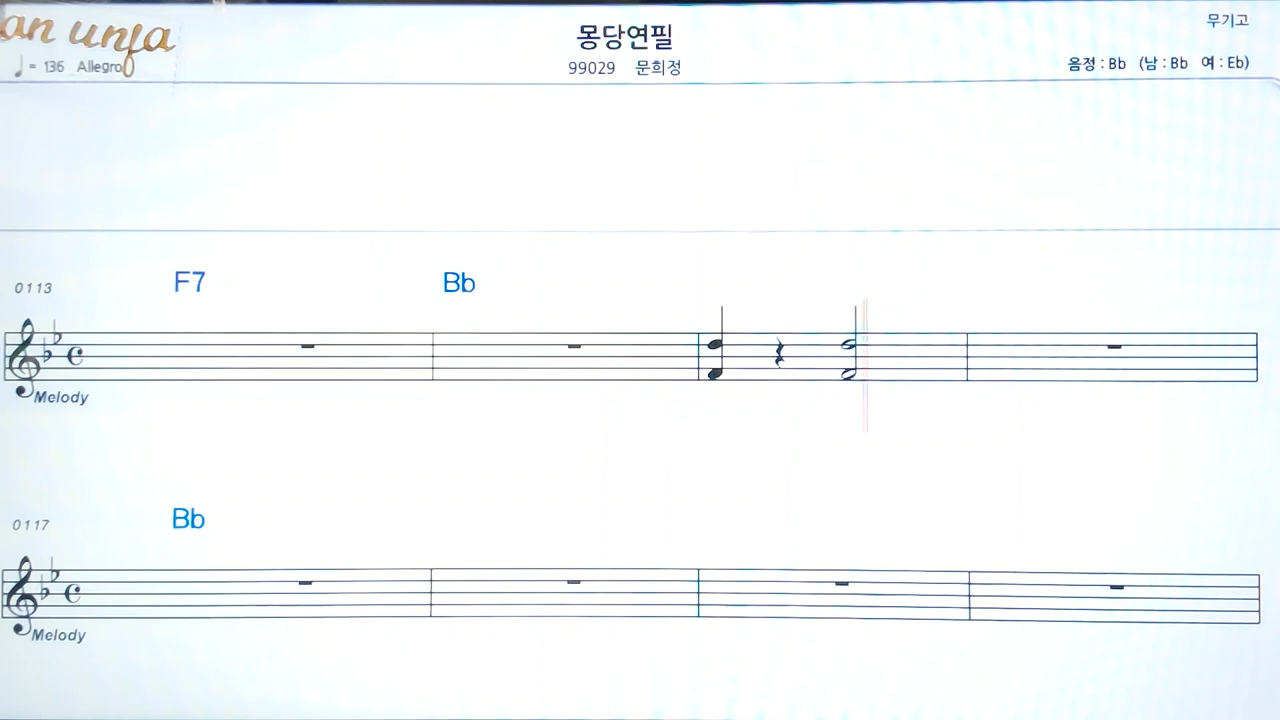 an unja
몽당연필
무기고
♩= 136 Allegro
99029 문희정
음정 : Bb (남 : Bb 여 : Eb)
0113
F7 Bb
Melody
0117
Bb
Melody